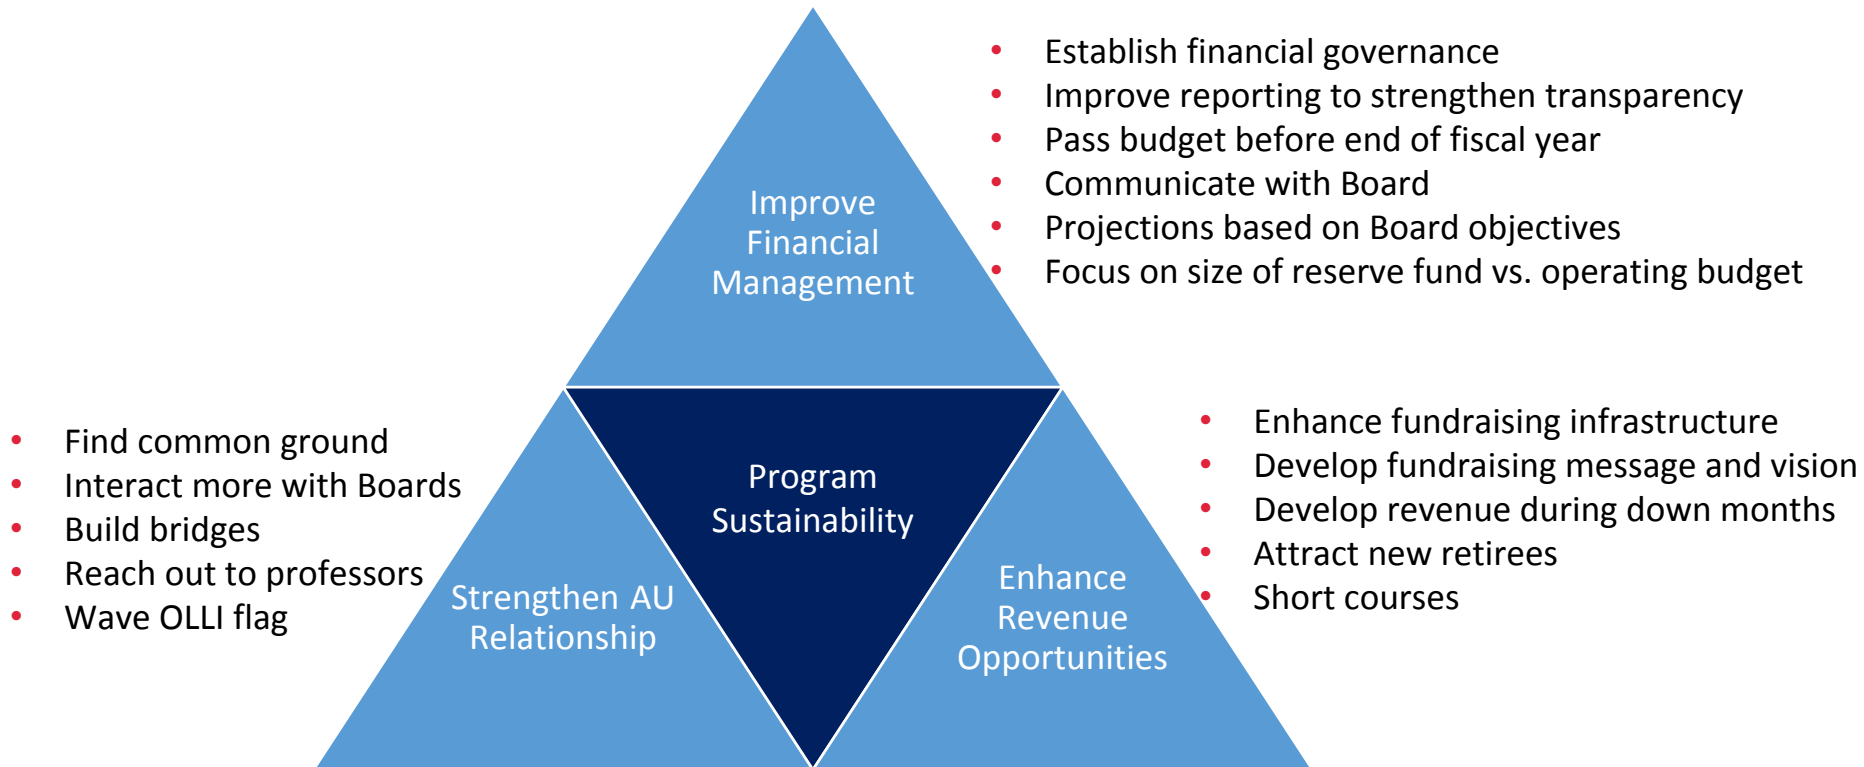 • Establish financial governance
• Improve reporting to strengthen transparency
• Pass budget before end of fiscal year
• Communicate with Board
• Projections based on Board objectives
• Focus on size of reserve fund vs. operating budget
Improve
Financial
Management
• Find common ground
• Interact more with Boards
• Build bridges
• Reach out to professors
• Wave OLLI flag
Strengthen AU
Relationship
Program
Sustainability
Enhance
Revenue
Opportunities
• Enhance fundraising infrastructure
• Develop fundraising message and vision
• Develop revenue during down months
• Attract new retirees
• Short courses